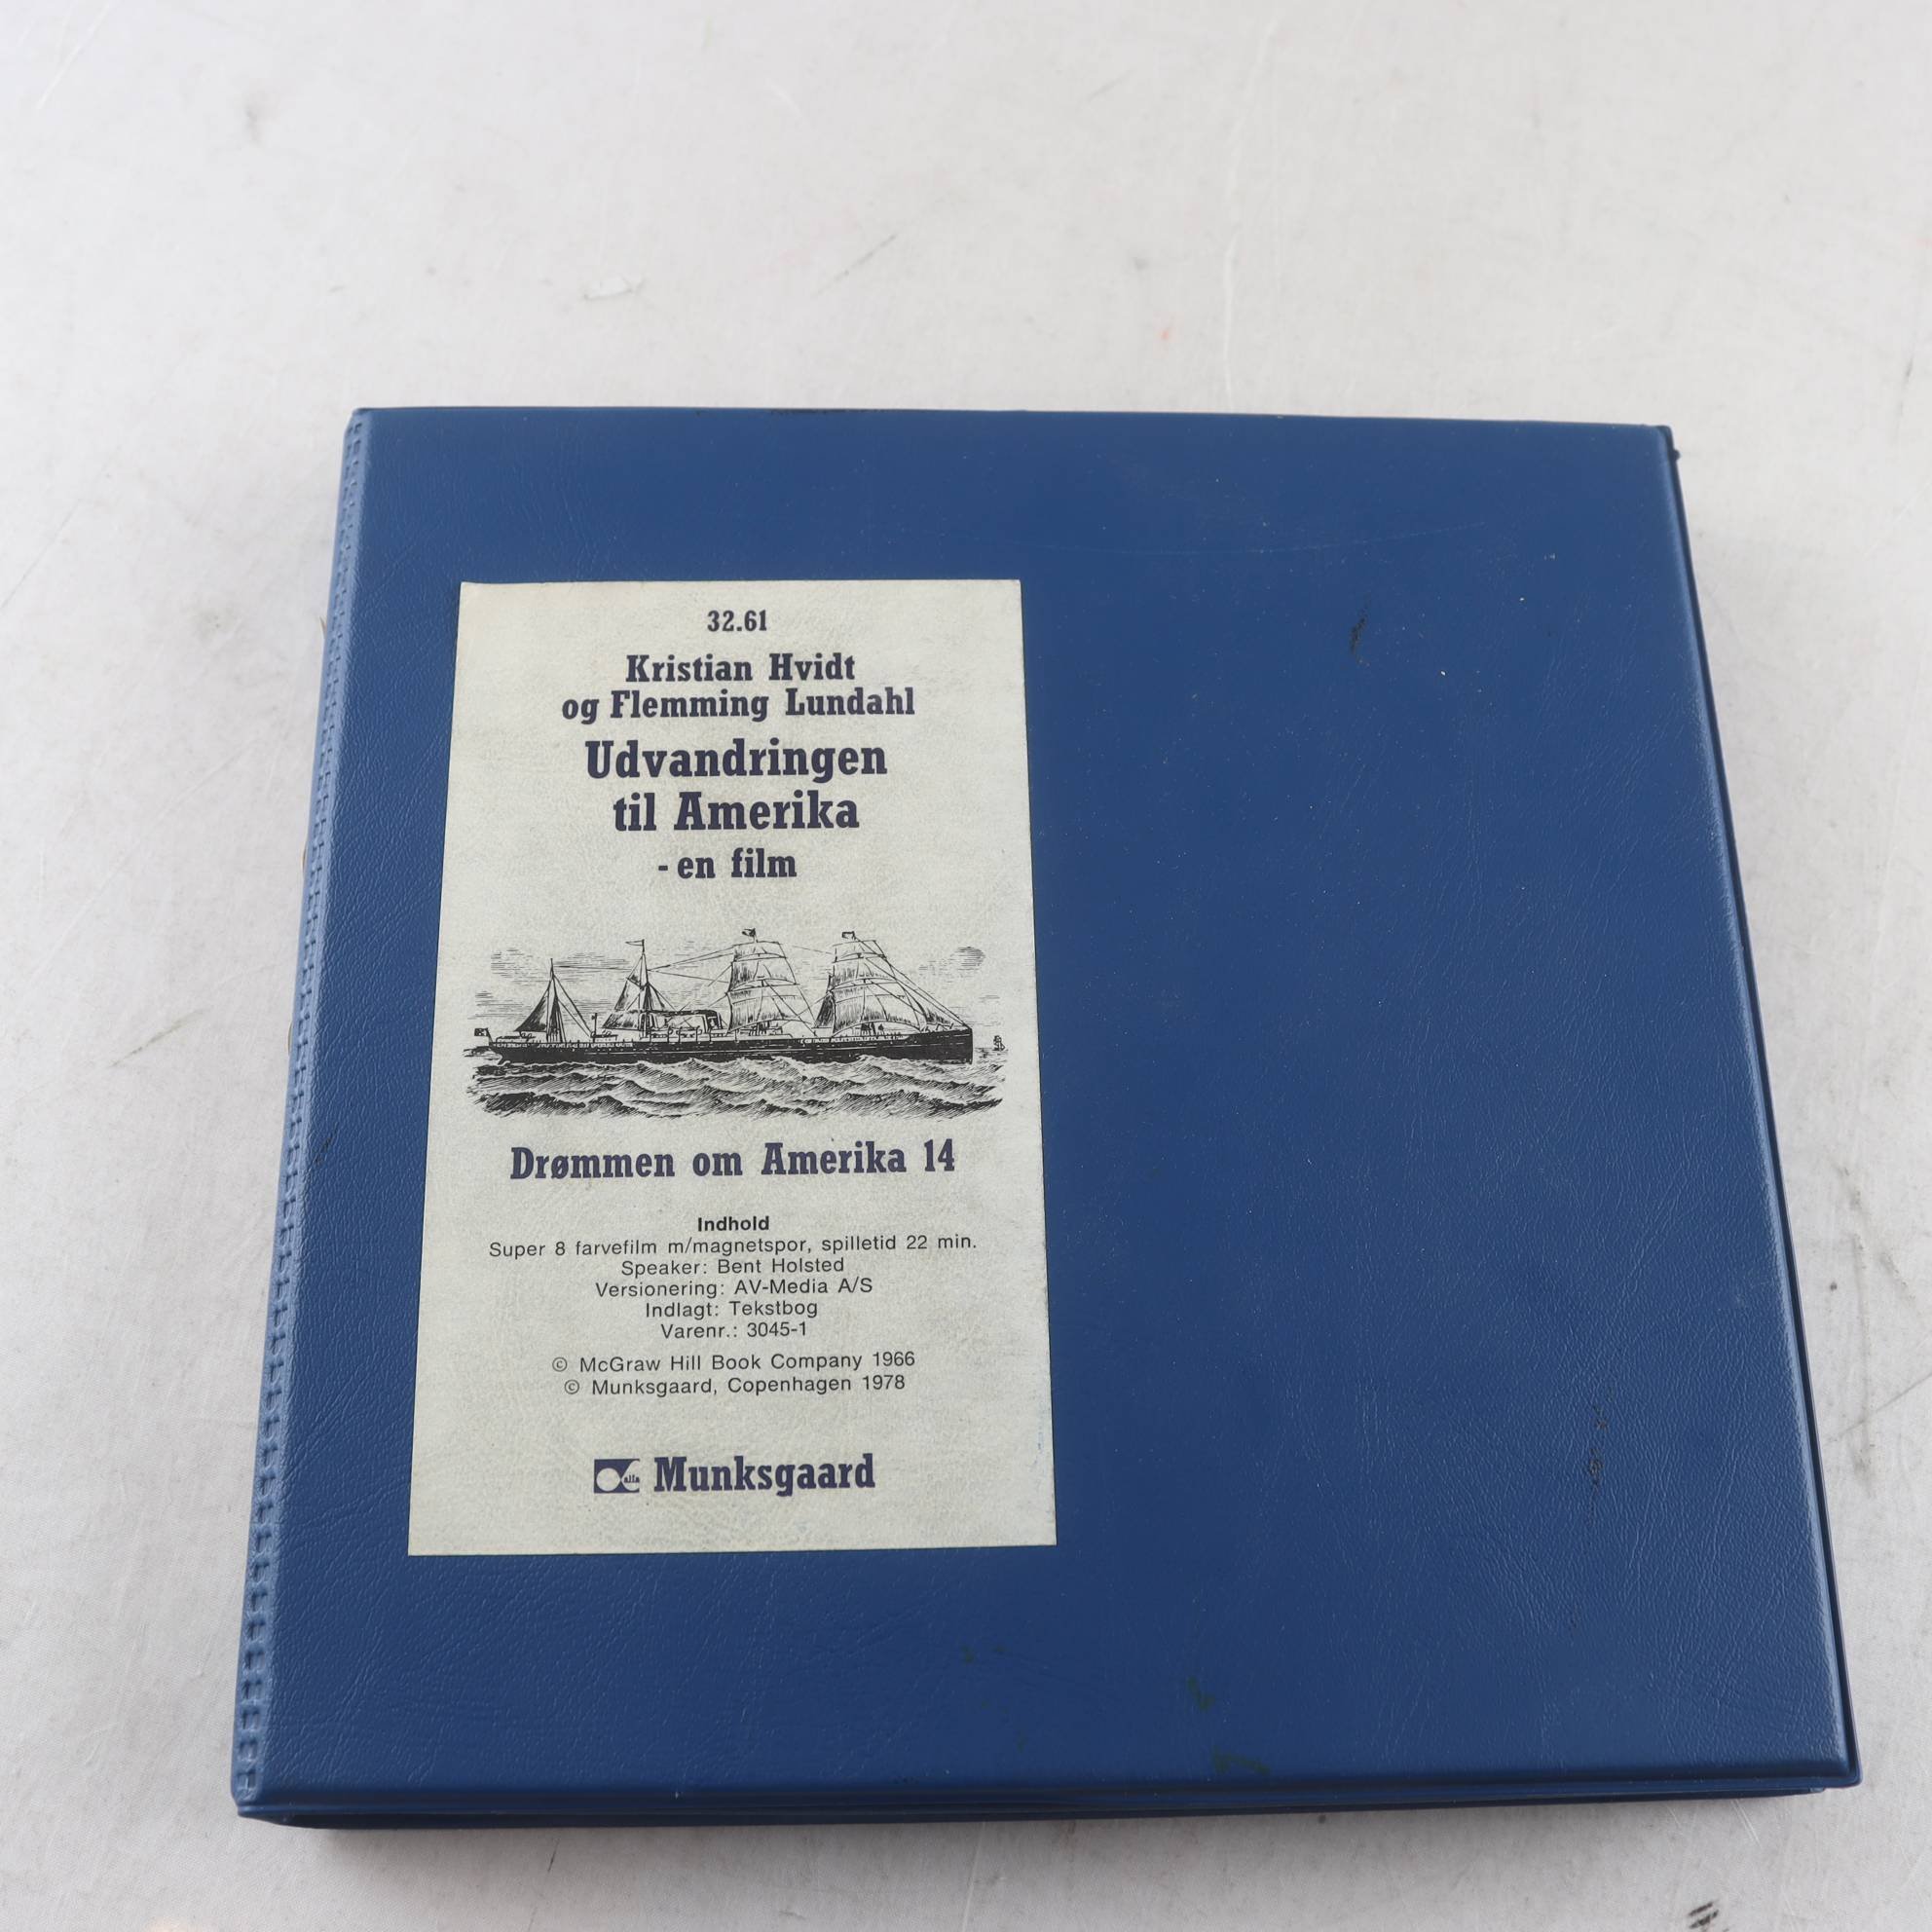 32.61
Kristian Hvidt
og Flemming Lundahl
Udvandringen
til Amerika
- en film
Drømmen om Amerika 14
Indhold
Super 8 farvefilm m/magnetspor, spilletid 22 min.
Speaker: Bent Holsted
Versionering: AV-Media A/S
Indlagt: Tekstbog
Varenr.: 3045-1
© McGraw Hill Book Company 1966
© Munksgaard, Copenhagen 1978
alfa Munksgaard